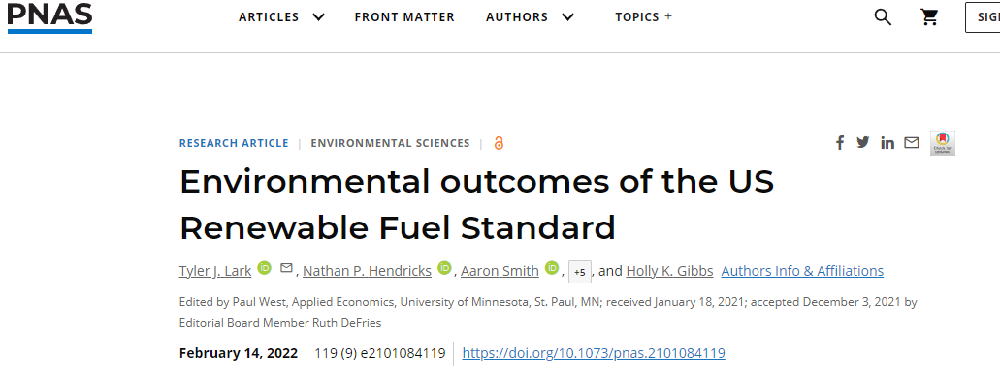 PNAS
ARTICLES FRONT MATTER AUTHORS TOPICS + SIGN
RESEARCH ARTICLE | ENVIRONMENTAL SCIENCES |
Environmental outcomes of the US
Renewable Fuel Standard
Tyler J. Lark, Nathan P. Hendricks, Aaron Smith, +5, and Holly K. Gibbs Authors Info & Affiliations
Edited by Paul West, Applied Economics, University of Minnesota, St. Paul, MN; received January 18, 2021; accepted December 3, 2021 by
Editorial Board Member Ruth DeFries
February 14, 2022 | 119 (9) e2101084119 | https://doi.org/10.1073/pnas.2101084119